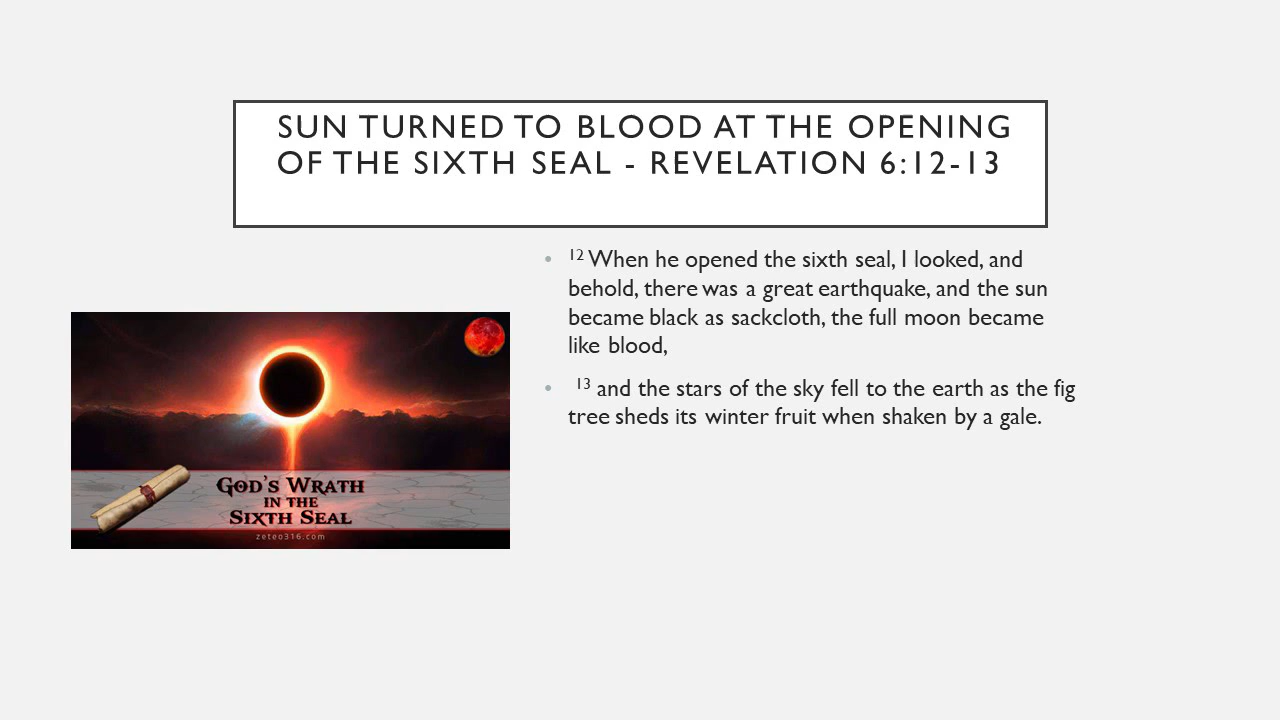 SUN TURNED TO BLOOD AT THE OPENING
OF THE SIXTH SEAL - REVELATION 6:12-13
• 12 When he opened the sixth seal, I looked, and
behold, there was a great earthquake, and the sun
became black as sackcloth, the full moon became
like blood,
• 13 and the stars of the sky fell to the earth as the fig
tree sheds its winter fruit when shaken by a gale.
GOD'S WRATH
IN THE
SIXTH SEAL
zeteo316.com